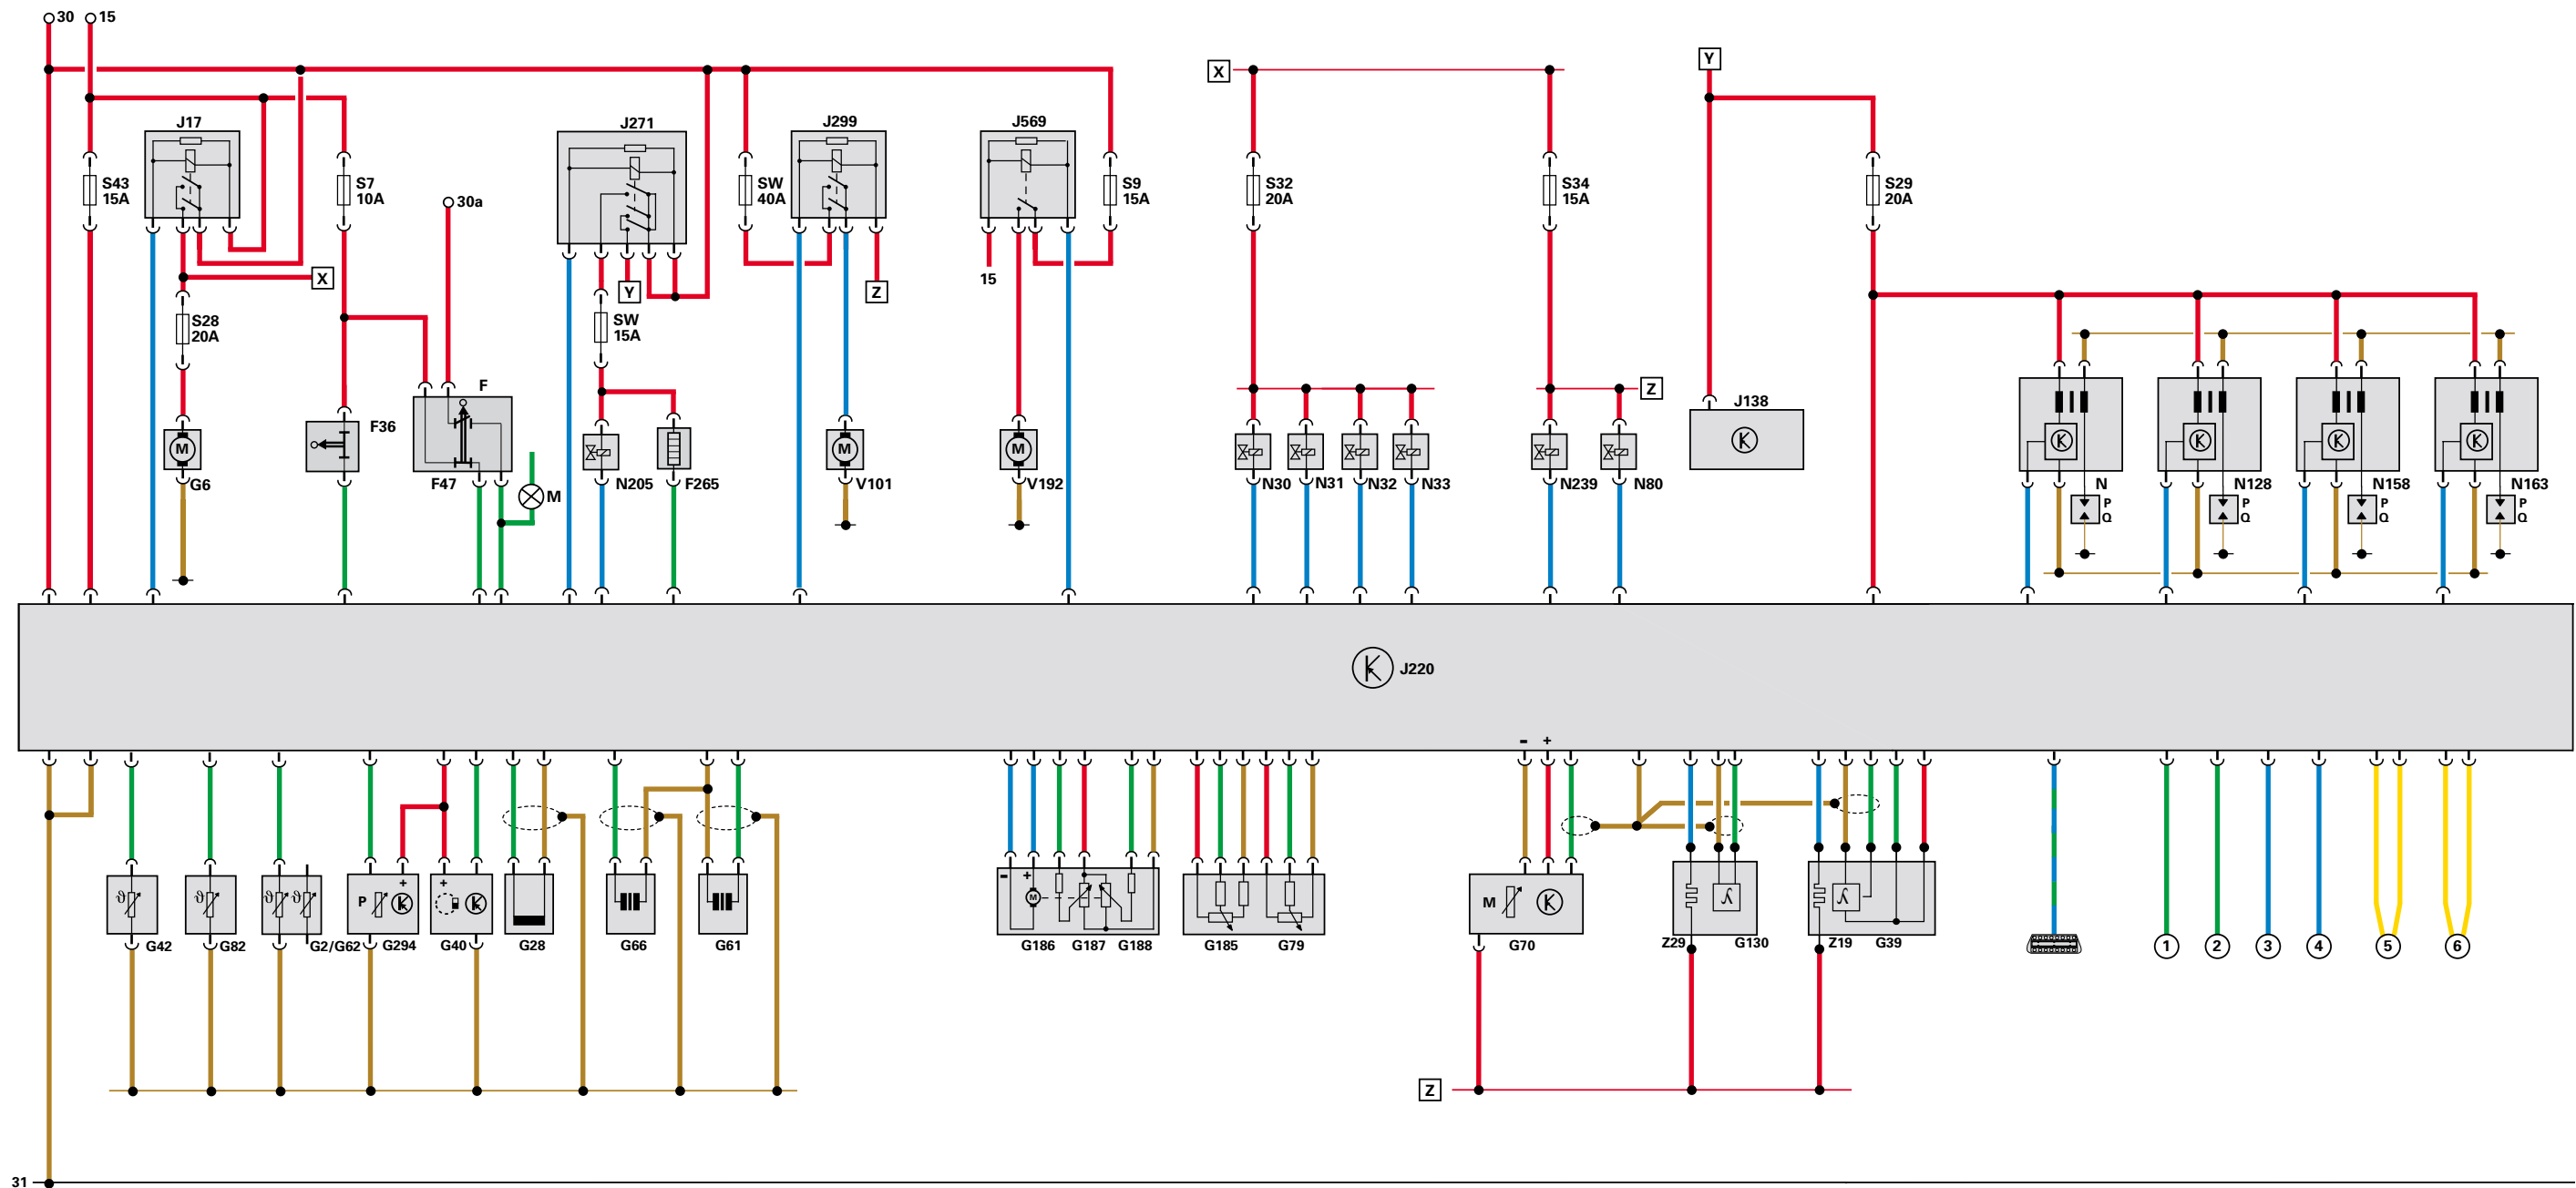 30 15
X
Y
J17
J271
J299
J569
S43
15A
S7
10A
30a
SW
40A
S9
15A
S32
20A
S34
15A
S29
20A
X
Y
15
Z
S28
20A
SW
15A
F
Z
J138
F36
M
M
M
F47
M
G6
N205
F265
V101
V192
N30
N31
N32
N33
N239
N80
N
N128
N158
N163
P
Q
P
Q
P
Q
P
Q
J220
- +
ϑ
ϑ
ϑ ϑ
P +
+
- +
M
M
λ
λ
G42
G82
G2/G62
G294
G40
G28
G66
G61
G186
G187
G188
G185
G79
G70
Z29
G130
Z19
G39
1
2
3
4
5
6
Z
31